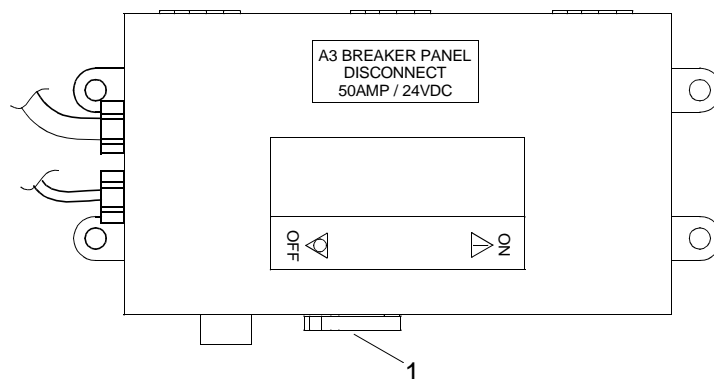 A3 BREAKER PANEL
DISCONNECT
50AMP / 24VDC
OFF
ON
1